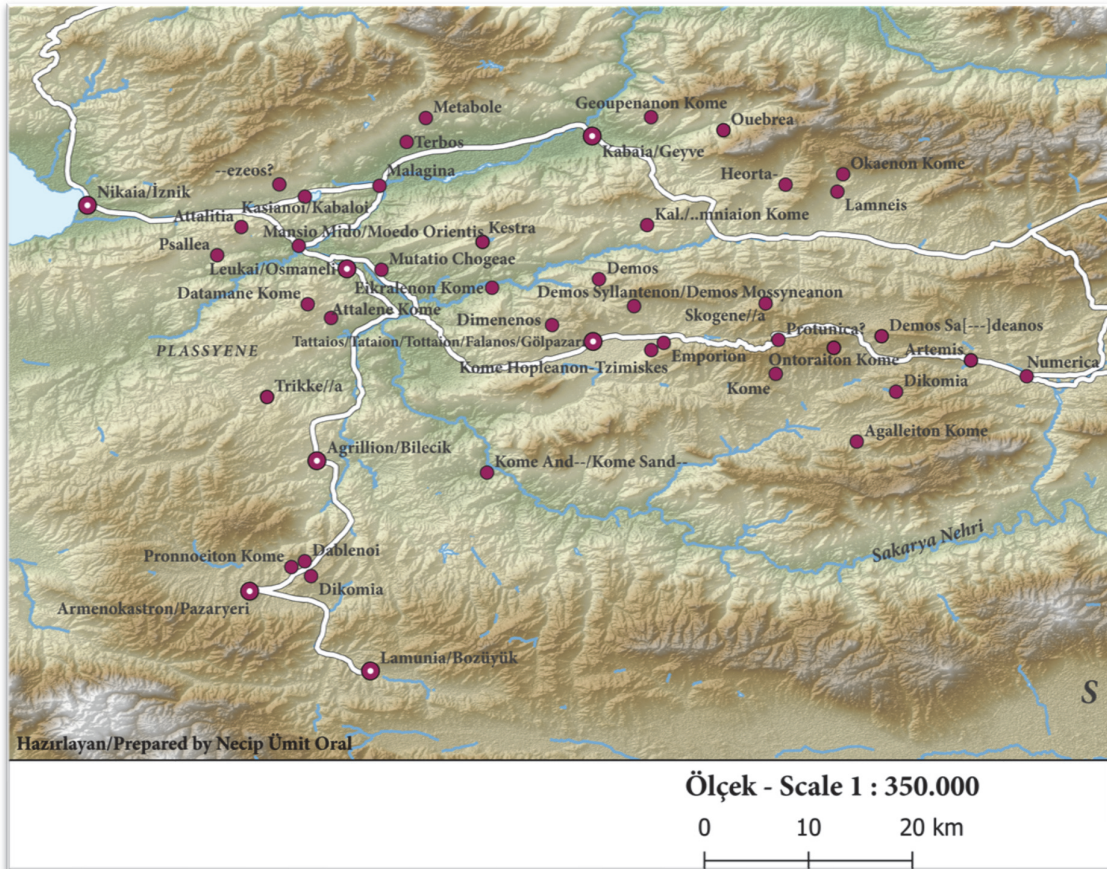 Metabole
Geoupenanon Kome
Ouebrea
Terbos
Kabaia/Geyve
--ezeos?
Malagina
Okaenon Kome
Heorta-
Nikaia/İznik
Kasianoi/Kabaloi
Lamneis
Attalitia
Kal./..mniaion Kome
Mansio Mido/Moedo Orientis
Kestra
Psallea
Leukai/Osmaneli
Mutatio Chogeae
Demos
Eikralenon Kome
Datamane Kome
Demos Syllantenon/Demos Mossyneanon
Attalene Kome
Skogene//a
Dimenenos
Protunica?
Demos Sa[---]deanos
Tattaios/Tataion/Tottaion/Falanos/Gölpazar
PLASSYENE
Emporion
Ontoraiton Kome
Artemis
Numerica
Kome Hopleanon-Tzimiskes
Trikke//a
Kome
Dikomia
Agalleiton Kome
Agrillion/Bilecik
Kome And--/Kome Sand--
Sakarya Nehri
Pronnoeiton Kome
Dablenoi
Dikomia
Armenokastron/Pazaryeri
Lamunia/Bozüyük
S
Hazırlayan/Prepared by Necip Ümit Oral
Ölçek - Scale 1 : 350.000
0 10 20 km